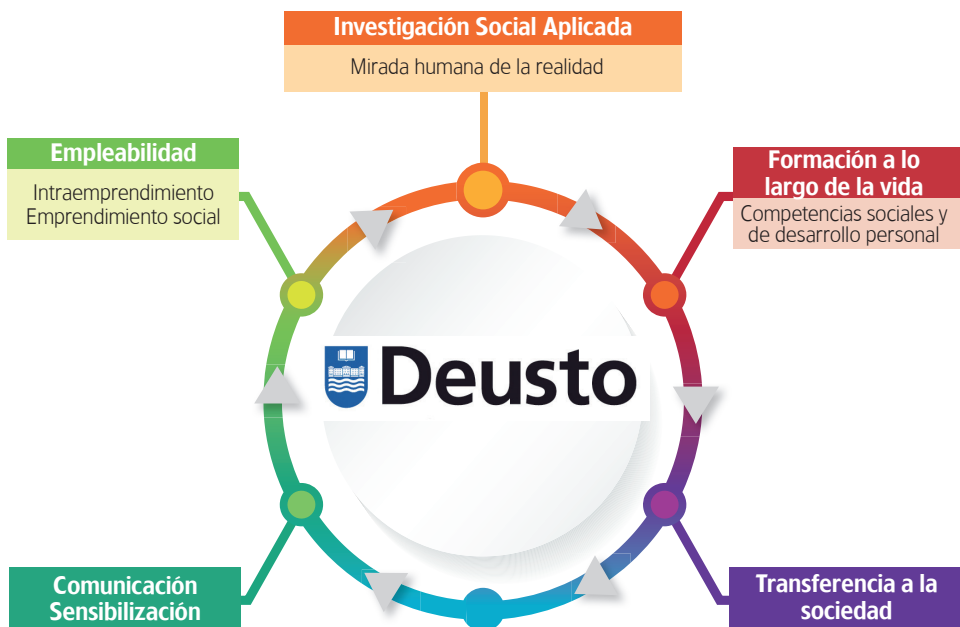 Investigación Social Aplicada
Mirada humana de la realidad
Empleabilidad
Intraemprendimiento
Emprendimiento social
Formación a lo
largo de la vida
Competencias sociales y
de desarrollo personal
Deusto
Comunicación
Sensibilización
Transferencia a la
sociedad